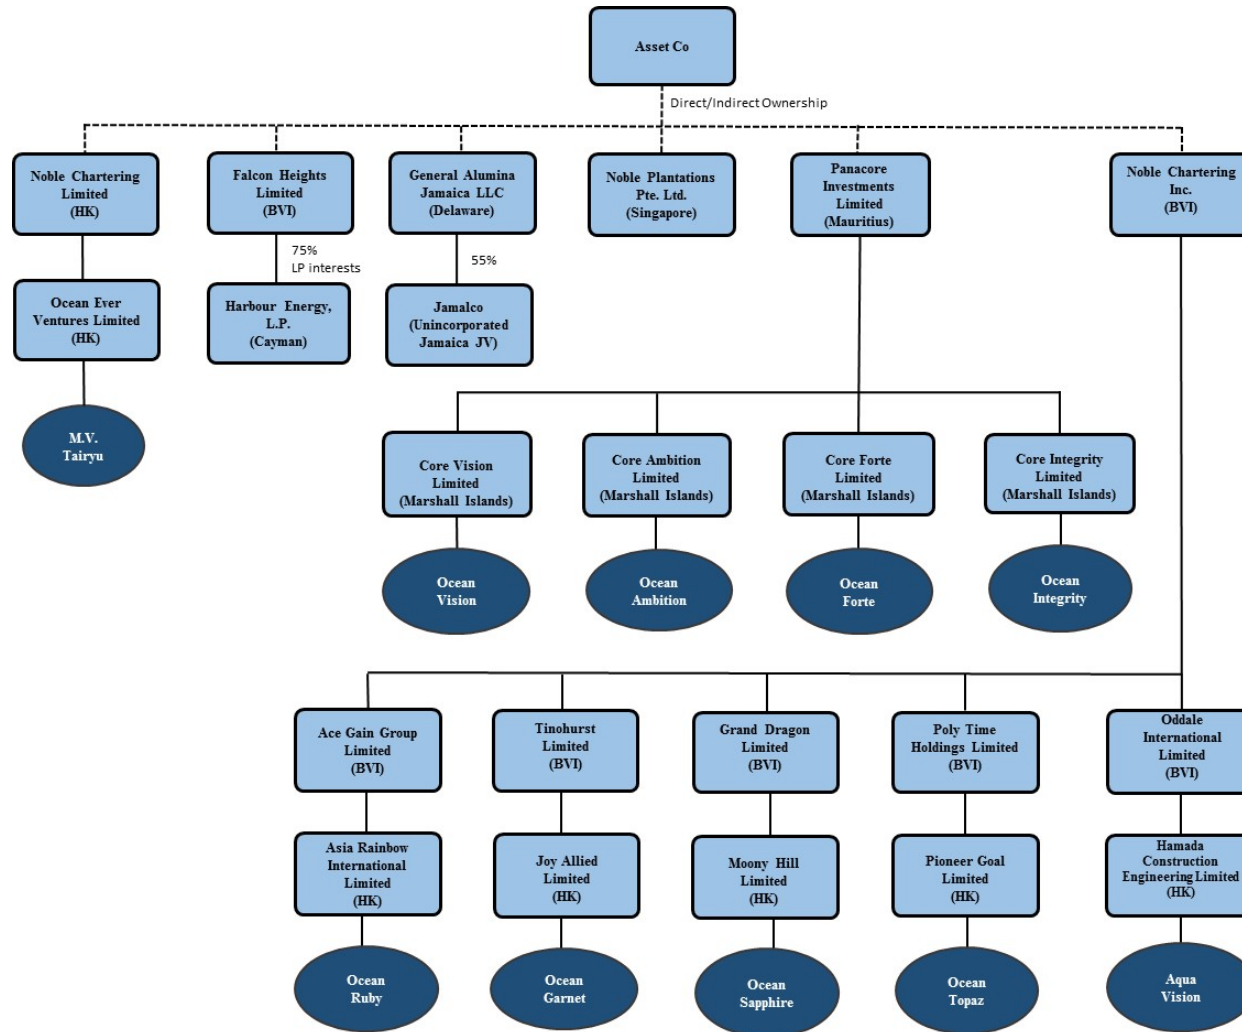 Asset Co
Direct/Indirect Ownership
Noble Chartering
Limited
(HK)
Falcon Heights
Limited
(BVI)
General Alumina
Jamaica LLC
(Delaware)
Noble Plantations
Pte. Ltd.
(Singapore)
Panacore
Investments
Limited
(Mauritius)
Noble Chartering
Inc.
(BVI)
75%
LP interests
55%
Ocean Ever
Ventures Limited
(HK)
Harbour Energy,
L.P.
(Cayman)
Jamalco
(Unincorporated
Jamaica JV)
M.V.
Tairyu
Core Vision
Limited
(Marshall Islands)
Core Ambition
Limited
(Marshall Islands)
Core Forte
Limited
(Marshall Islands)
Core Integrity
Limited
(Marshall Islands)
Ocean
Vision
Ocean
Ambition
Ocean
Forte
Ocean
Integrity
Ace Gain Group
Limited
(BVI)
Tinohurst
Limited
(BVI)
Grand Dragon
Limited
(BVI)
Poly Time
Holdings Limited
(BVI)
Oddale
International
Limited
(BVI)
Asia Rainbow
International
Limited
(HK)
Joy Allied
Limited
(HK)
Moony Hill
Limited
(HK)
Pioneer Goal
Limited
(HK)
Hamada
Construction
Engineering Limited
(HK)
Ocean
Ruby
Ocean
Garnet
Ocean
Sapphire
Ocean
Topaz
Aqua
Vision